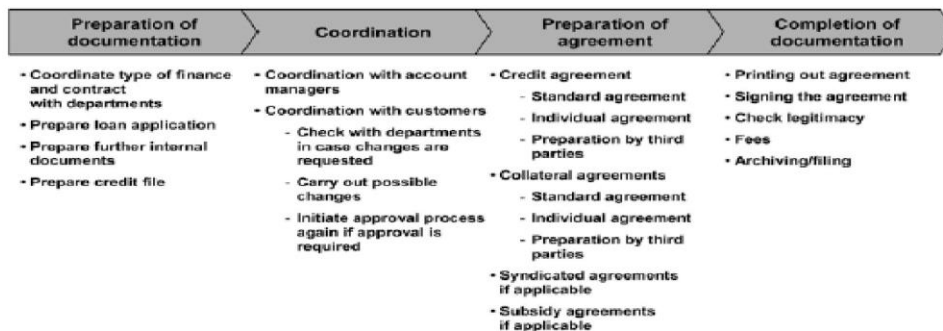 Preparation of
documentation
Coordination
Preparation of
agreement
Completion of
documentation
• Coordinate type of finance
and contract
with departments
• Prepare loan application
• Prepare further internal
documents
• Prepare credit file
• Coordination with account
managers
• Coordination with customers
- Check with departments
in case changes are
requested
- Carry out possible
changes
- Initiate approval process
again if approval is
required
• Credit agreement
- Standard agreement
- Individual agreement
- Preparation by third
parties
• Collateral agreements
- Standard agreement
- Individual agreement
- Preparation by third
parties
• Syndicated agreements
if applicable
• Subsidy agreements
if applicable
• Printing out agreement
• Signing the agreement
• Check legitimacy
• Fees
• Archiving/filing